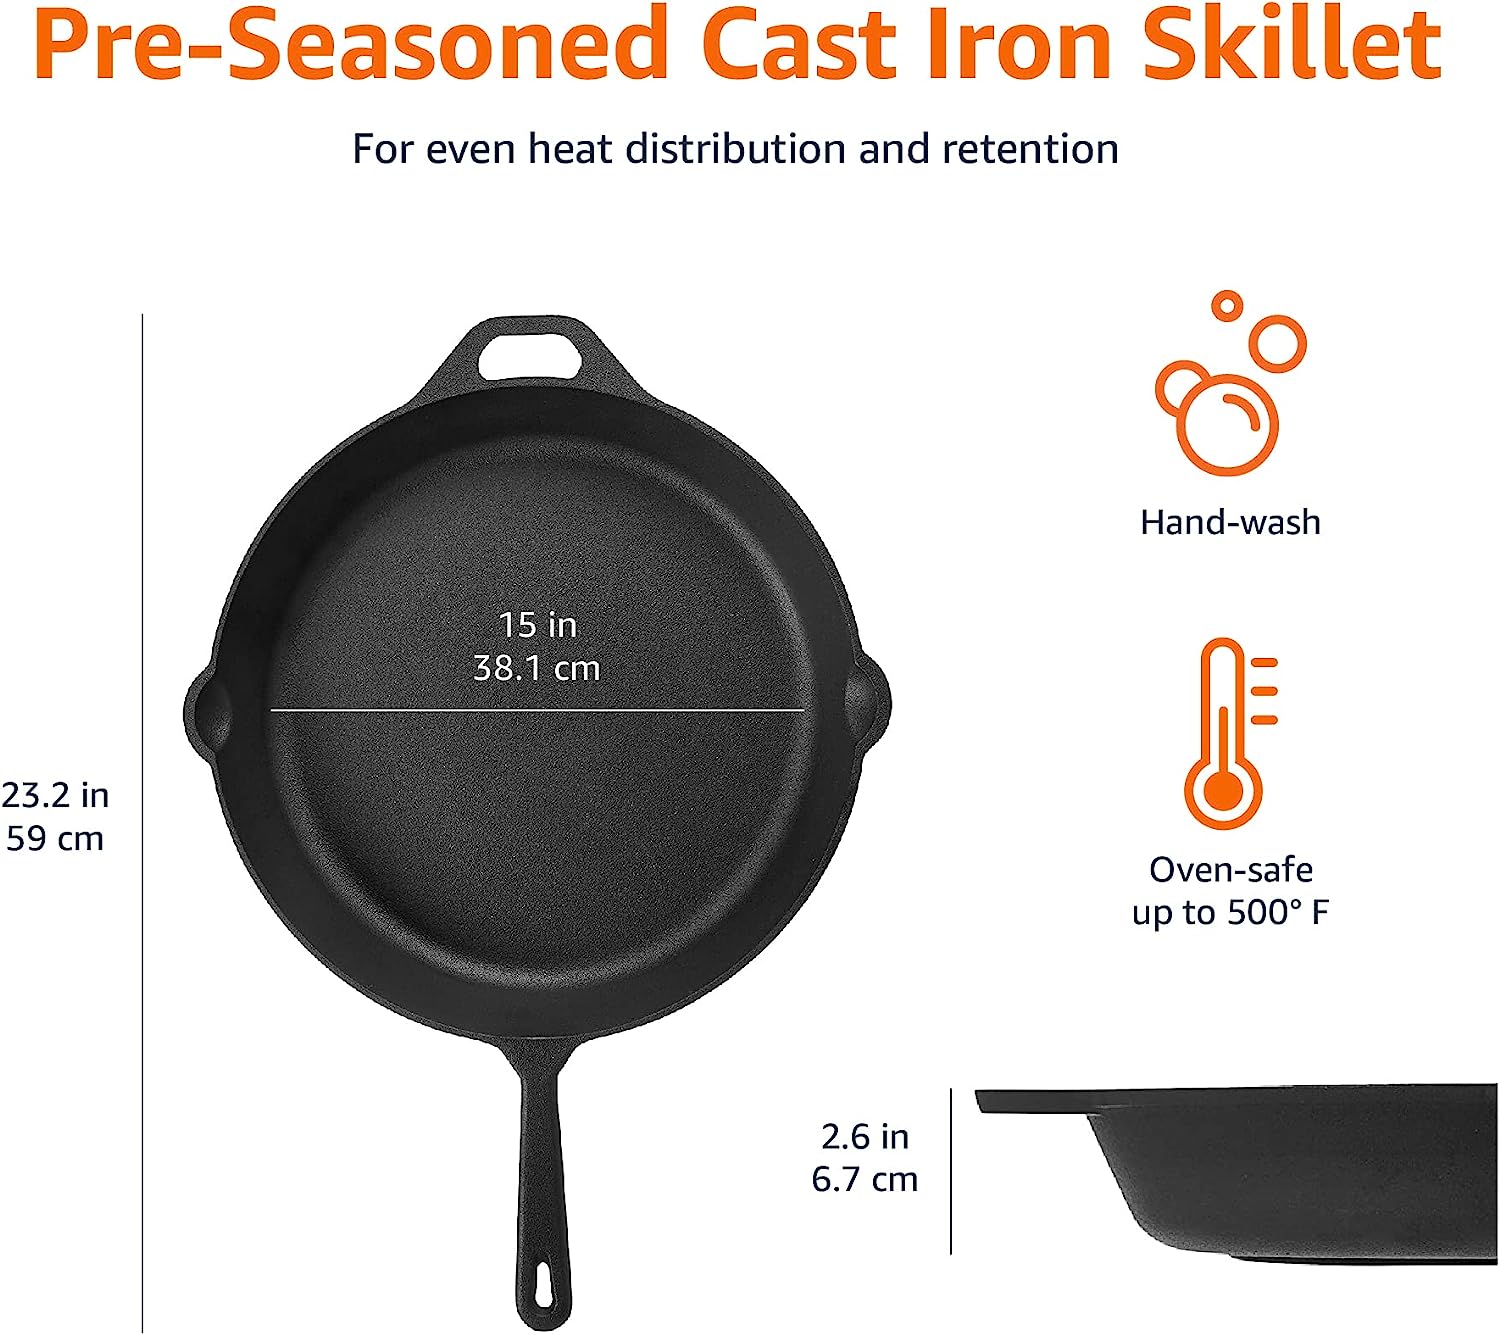 Pre-Seasoned Cast Iron Skillet
For even heat distribution and retention
15 in
38.1 cm
23.2 in
59 cm
Hand-wash
Oven-safe
up to 500° F
2.6 in
6.7 cm